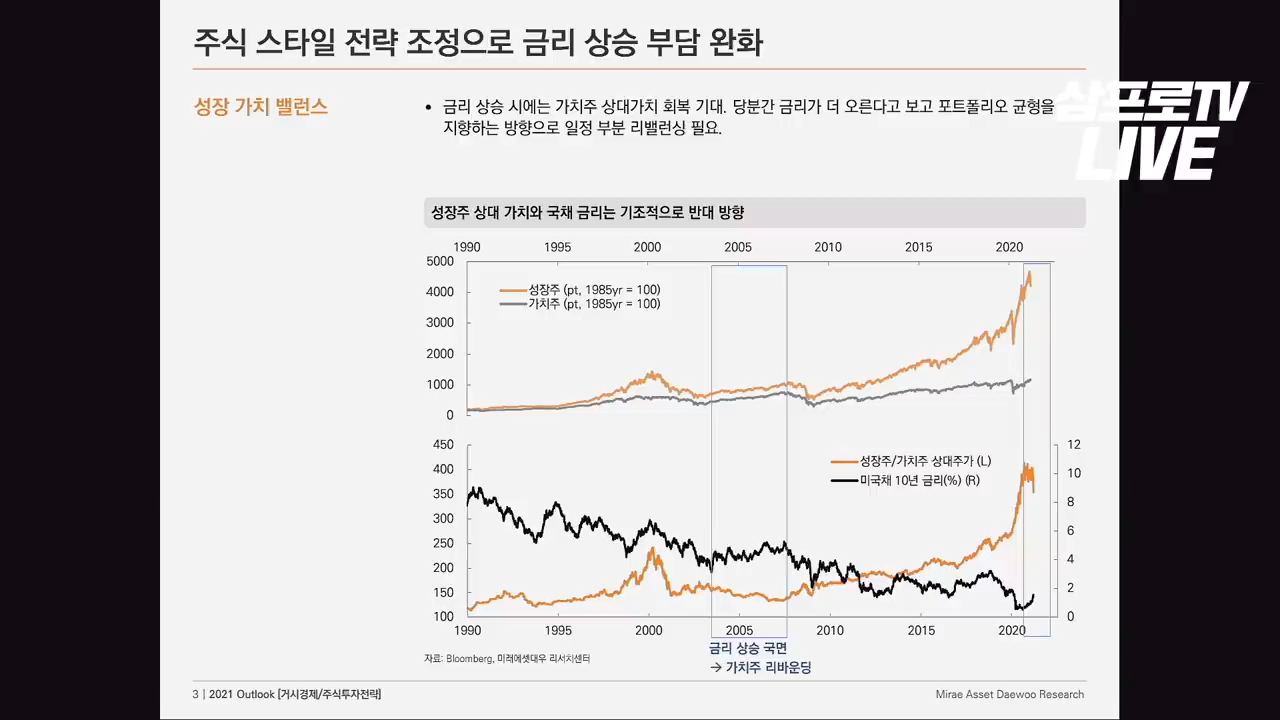 주식 스타일 전략 조정으로 금리 상승 부담 완화
성장 가치 밸런스
• 금리 상승 시에는 가치주 상대가치 회복 기대. 당분간 금리가 더 오른다고 보고 포트폴리오 균형을
지향하는 방향으로 일정 부분 리밸런싱 필요.
삼프로TV
LIVE
성장주 상대 가치와 국채 금리는 기조적으로 반대 방향
1990 1995 2000 2005 2010 2015 2020
5000
4000
3000
2000
1000
0
성장주 (pt, 1985yr = 100)
가치주 (pt, 1985yr = 100)
450
400
350
300
250
200
150
100
성장주/가치주 상대주가 (L)
미국채 10년 금리(%) (R)
12
10
8
6
4
2
0
1990 1995 2000 2005 2010 2015 2020
금리 상승 국면
→ 가치주 리바운딩
자료: Bloomberg, 미래에셋대우 리서치센터
3 | 2021 Outlook [거시경제/주식투자전략]
Mirae Asset Daewoo Research